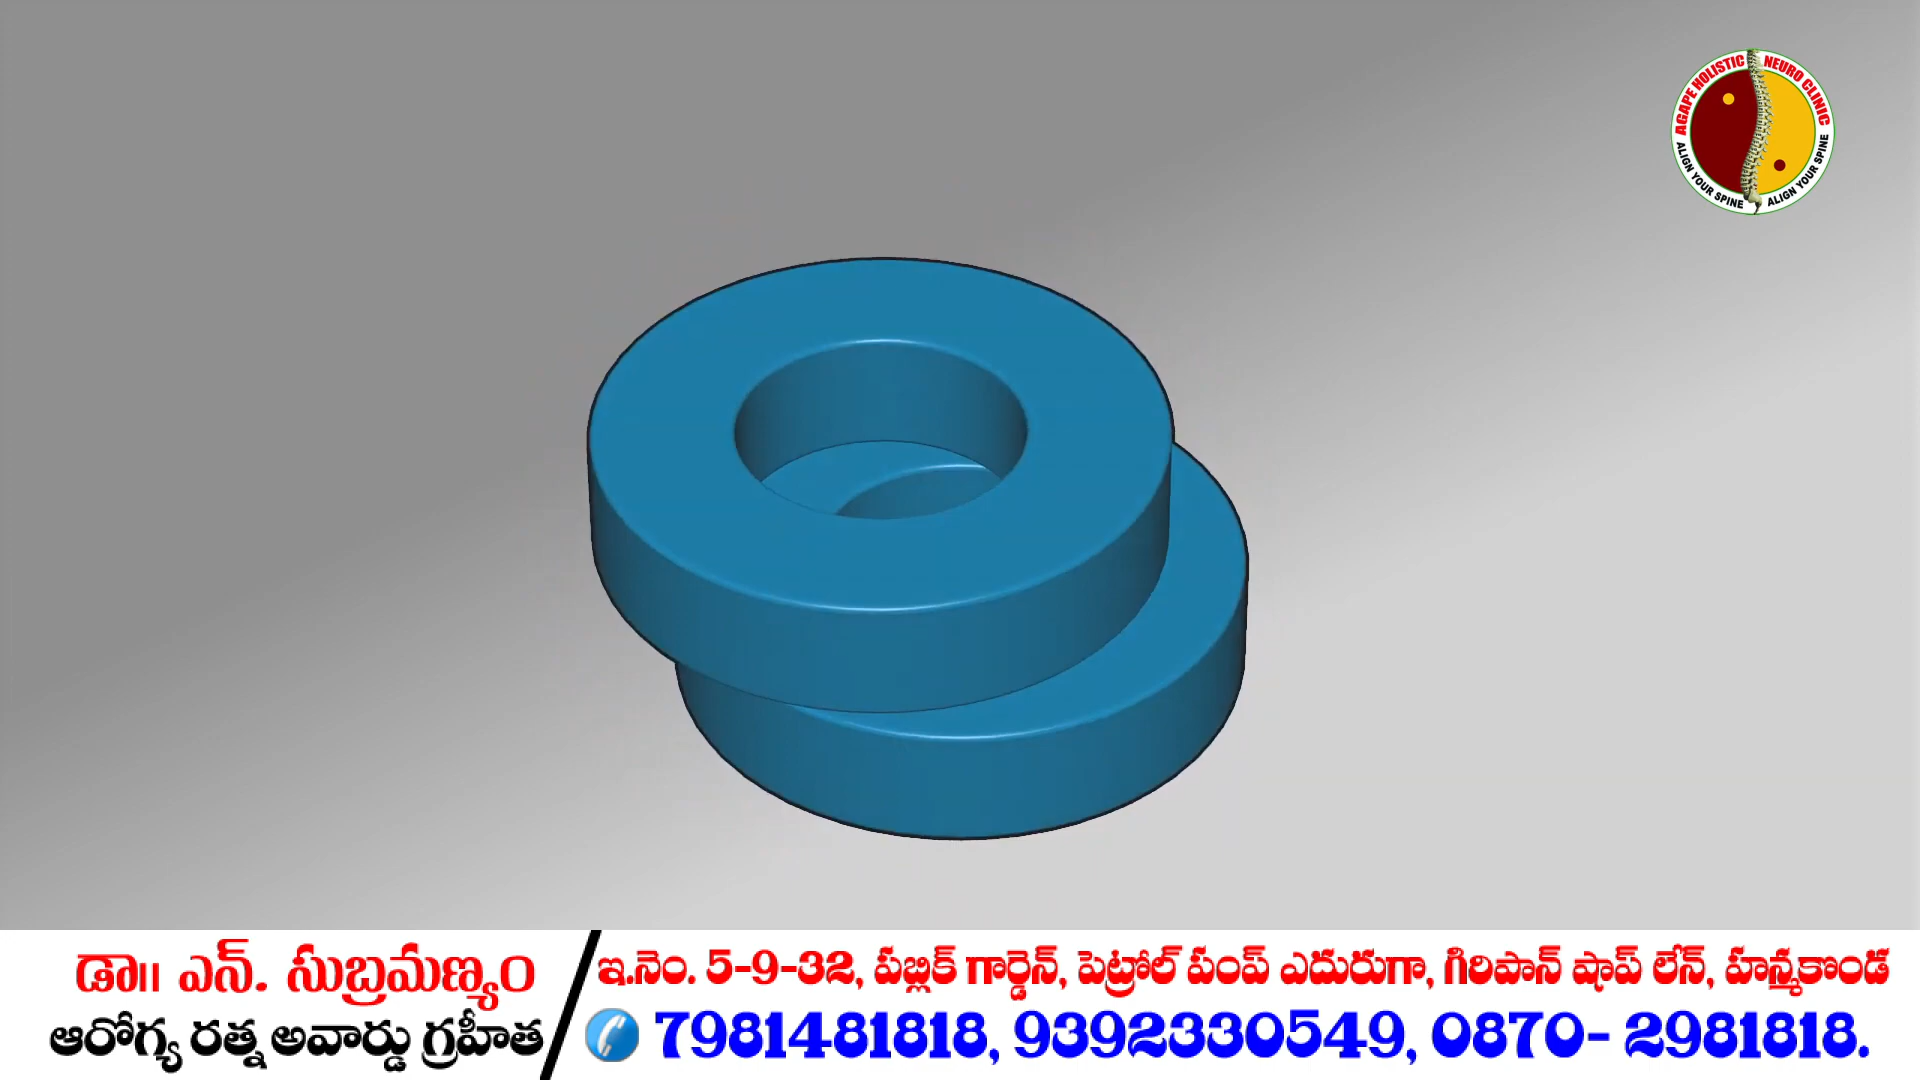 AGAPE HOLISTIC NEURO CLINIC
ALIGN YOUR SPINE ALIGN YOUR SPINE
డా॥ ఎన్. సుబ్రమణ్యం
ఆరోగ్య రత్న అవార్డు గ్రహీత
ఇ.నెం. 5-9-32, పబ్లిక్ గార్డెన్, పెట్రోల్ పంప్ ఎదురుగా, గిరిపాన్ షాప్ లేన్, హన్మకొండ
7981481818, 9392330549, 0870- 2981818.